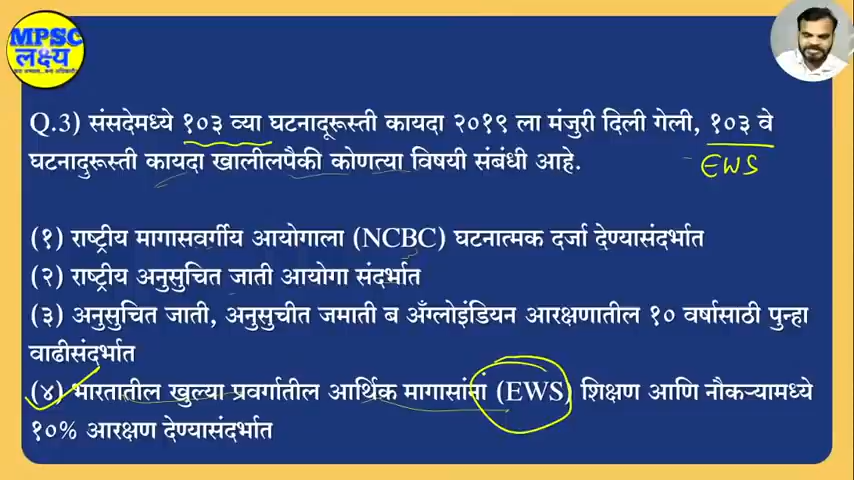 MPSC
लक्ष्य
Q.3) संसदेमध्ये १०३ व्या घटनादूरूस्ती कायदा २०१९ ला मंजुरी दिली गेली, १०३ वे
घटनादुरूस्ती कायदा खालीलपैकी कोणत्या विषयी संबंधी आहे.
EWS
(१) राष्ट्रीय मागासवर्गीय आयोगाला (NCBC) घटनात्मक दर्जा देण्यासंदर्भात
(२) राष्ट्रीय अनुसुचित जाती आयोगा संदर्भात
(३) अनुसुचित जाती, अनुसुचीत जमाती ब अँग्लोइंडियन आरक्षणातील १० वर्षासाठी पुन्हा
वाढीसंदर्भात
(४) भारतातील खुल्या प्रवर्गातील आर्थिक मागासांनां (EWS) शिक्षण आणि नौकऱ्यामध्ये
१०% आरक्षण देण्यासंदर्भात